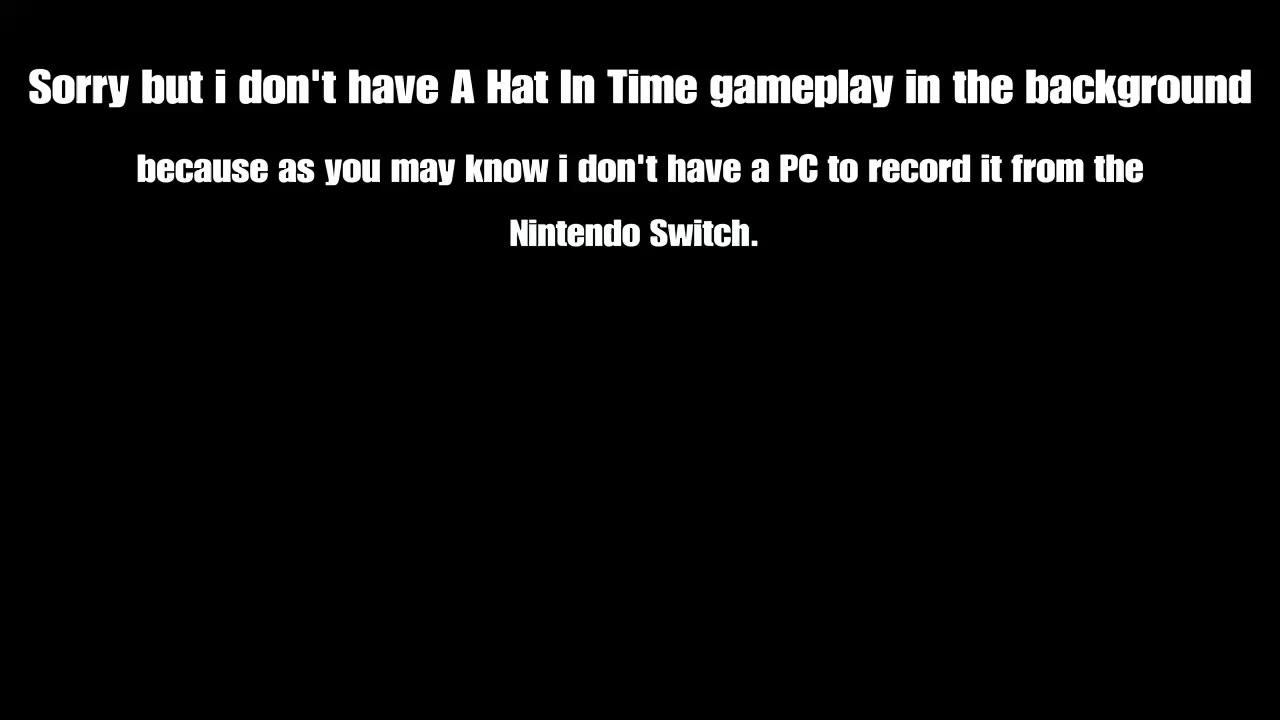 Sorry but i don't have A Hat In Time gameplay in the background
because as you may know i don't have a PC to record it from the
Nintendo Switch.